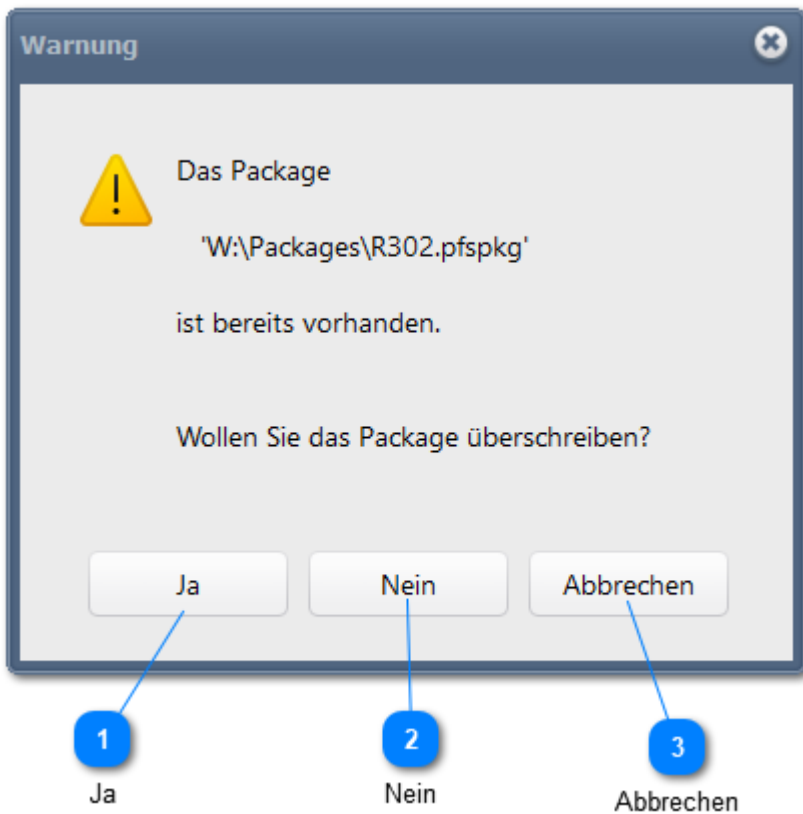 Warnung
Das Package
'W:\Packages\R302.pfspkg'
ist bereits vorhanden.
Wollen Sie das Package überschreiben?
Ja
Nein
Abbrechen
1
2
3
Ja
Nein
Abbrechen